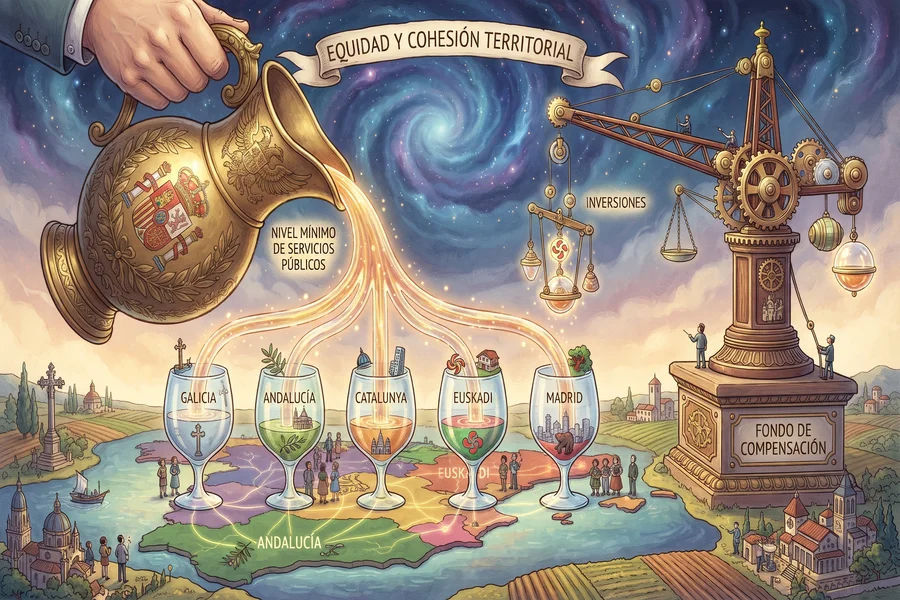 EQUIDAD Y COHESIÓN TERRITORIAL
INVERSIONES
NIVEL MÍNIMO
DE SERVICIOS
PÚBLICOS
GALICIA
ANDALUCÍA
CATALUNYA
EUSKADI
MADRID
FONDO DE
COMPENSACIÓN
EUSKADI
ANDALUCÍA